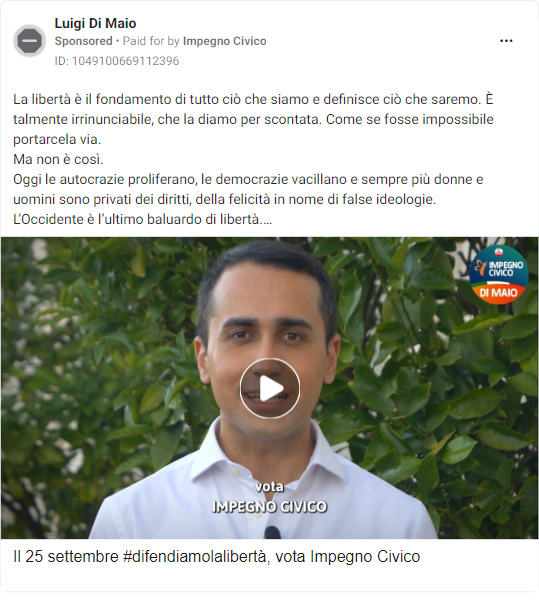 Luigi Di Maio
Sponsored • Paid for by Impegno Civico
ID: 1049100669112396
La libertà è il fondamento di tutto ciò che siamo e definisce ciò che saremo. È
talmente irrinunciabile, che la diamo per scontata. Come se fosse impossibile
portarcela via.
Ma non è così.
Oggi le autocrazie proliferano, le democrazie vacillano e sempre più donne e
uomini sono privati dei diritti, della felicità in nome di false ideologie.
L'Occidente è l'ultimo baluardo di libertà....
IMPEGNO
CIVICO
DI MAIO
vota
IMPEGNO CIVICO
Il 25 settembre #difendiamolalibertà, vota Impegno Civico